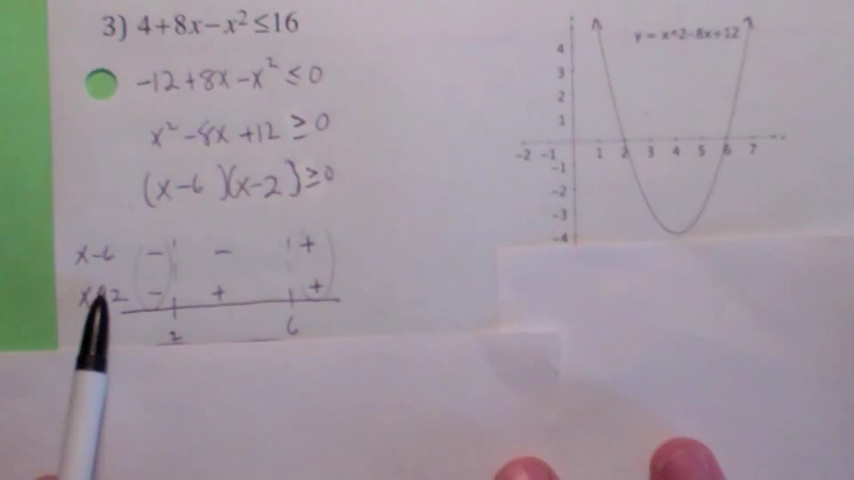 3) 4+8x−x²≤16
-12+8x-x² ≤ 0
x²-8x+12 ≥ 0
(x-6)(x-2)≥0
x-6 - - +
- + +
2 6
y = x^2-8x+12
4
3
2
1
-2 -1 1 2 3 4 5 6 7
-1
-2
-3
-4